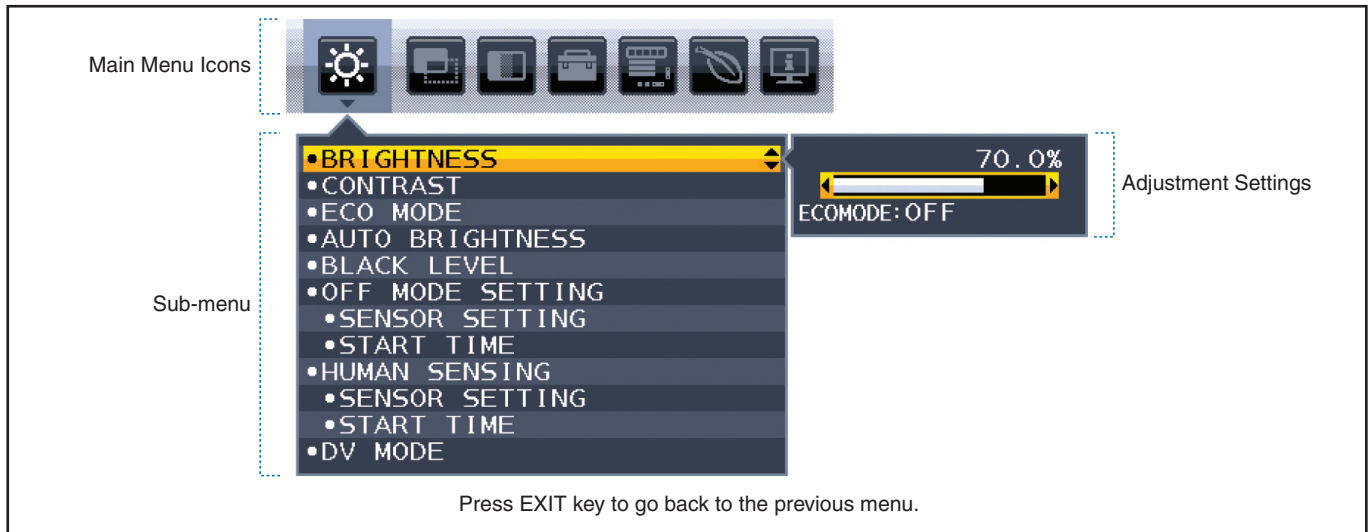 Main Menu Icons
•BRIGHTNESS
•CONTRAST
•ECO MODE
•AUTO BRIGHTNESS
•BLACK LEVEL
•OFF MODE SETTING
•SENSOR SETTING
•START TIME
•HUMAN SENSING
•SENSOR SETTING
•START TIME
•DV MODE
70.0%
ECOMODE:OFF
Adjustment Settings
Sub-menu
Press EXIT key to go back to the previous menu.